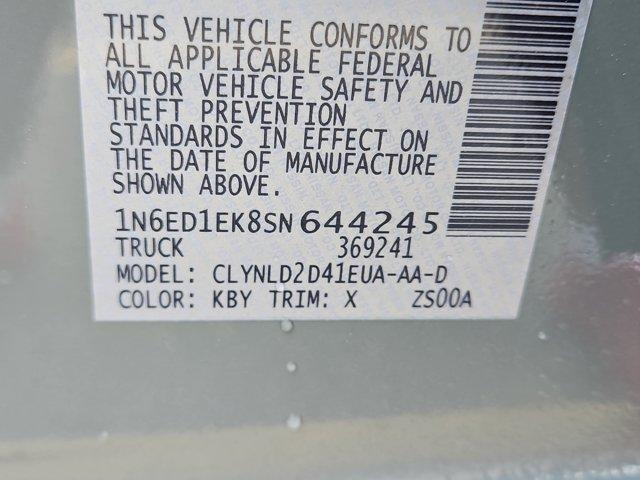 THIS VEHICLE CONFORMS TO
ALL APPLICABLE FEDERAL
MOTOR VEHICLE SAFETY AND
THEFT PREVENTION
STANDARDS IN EFFECT ON
THE DATE OF MANUFACTURE
SHOWN ABOVE.
1N6ED1EK8SN644245
TRUCK 369241
MODEL: CLYNLD2D41EUA-AA-D
COLOR: KBY TRIM: X ZS00A